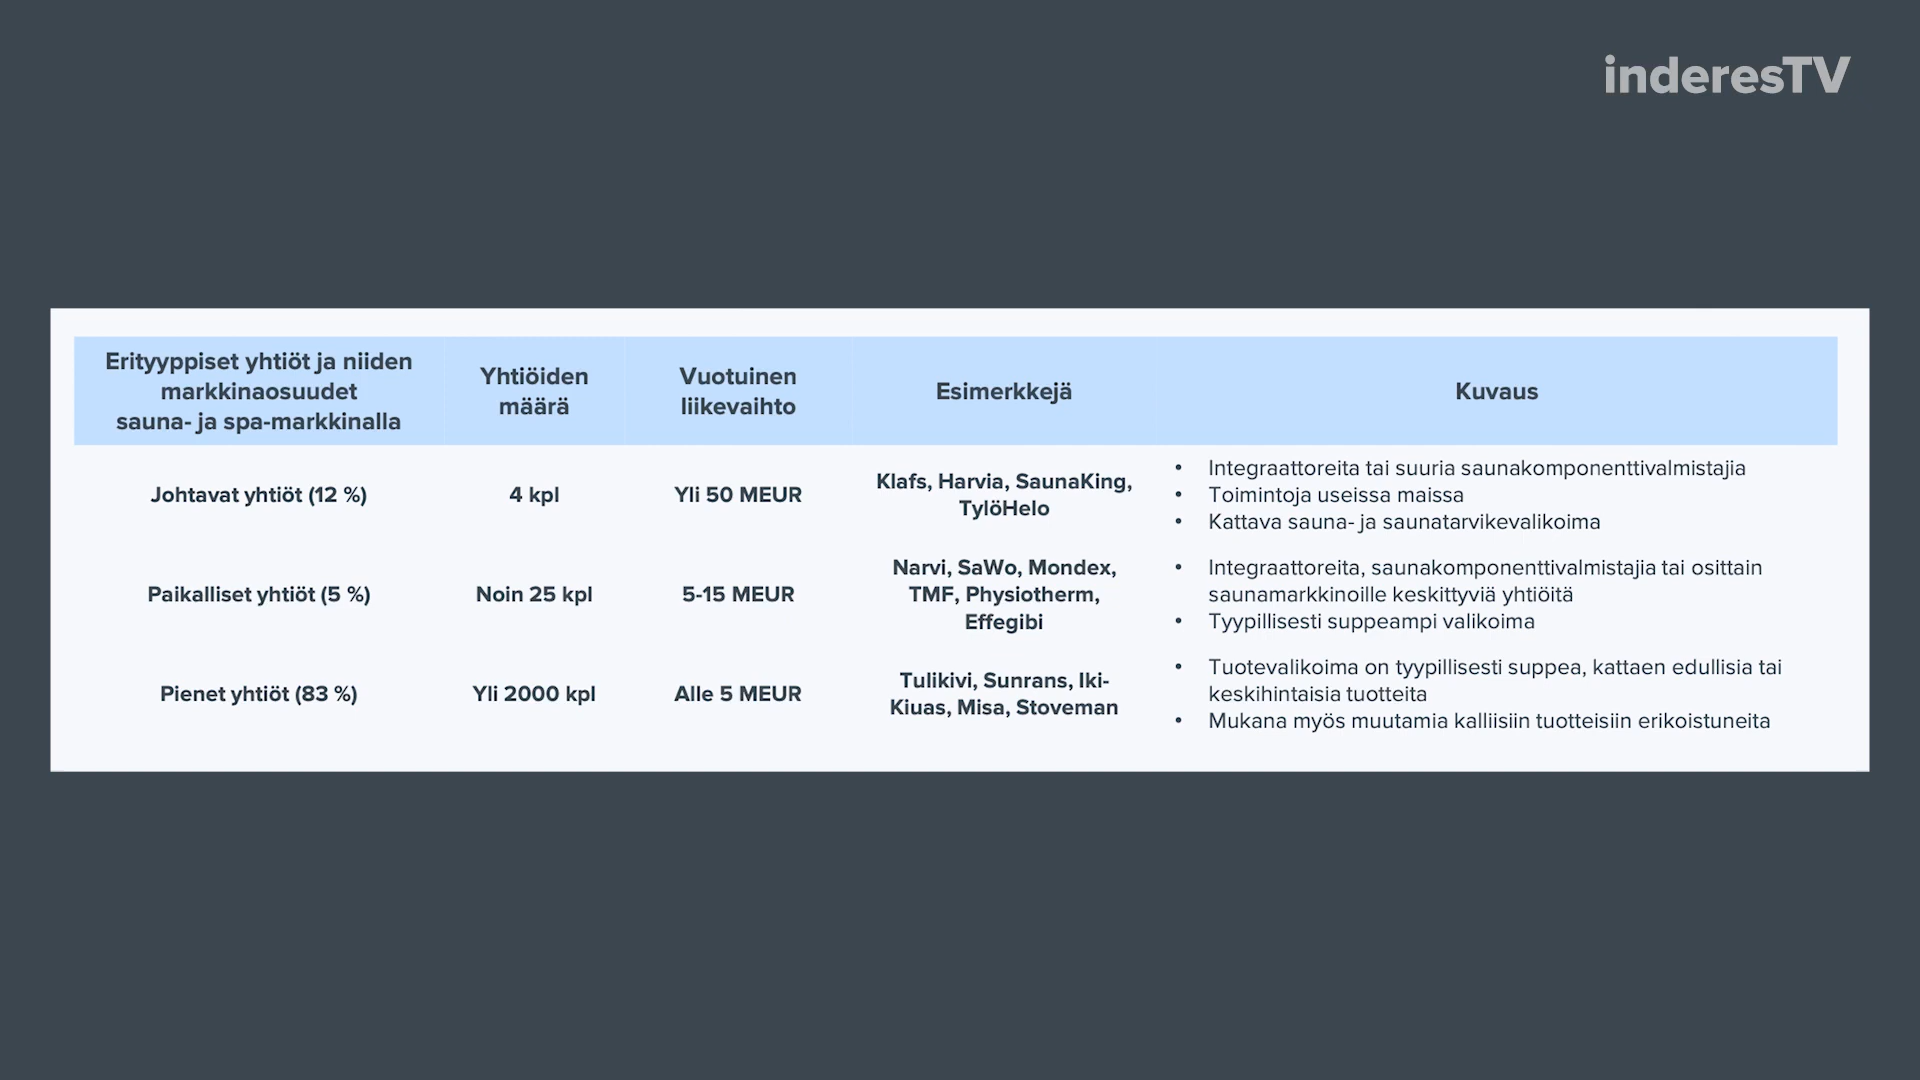 inderesTV
Erityyppiset yhtiöt ja niiden
markkinaosuudet
sauna- ja spa-markkinalla
Yhtiöiden
määrä
Vuotuinen
liikevaihto
Esimerkkejä
Kuvaus
Johtavat yhtiöt (12 %)
4 kpl
Yli 50 MEUR
Klafs, Harvia, SaunaKing,
TylöHelo
• Integraattoreita tai suuria saunakomponenttivalmistajia
• Toimintoja useissa maissa
• Kattava sauna- ja saunatarvikevalikoima
Paikalliset yhtiöt (5 %)
Noin 25 kpl
5-15 MEUR
Narvi, SaWo, Mondex,
TMF, Physiotherm,
Effegibi
• Integraattoreita, saunakomponenttivalmistajia tai osittain
saunamarkkinoille keskittyviä yhtiöitä
• Tyypillisesti suppeampi valikoima
Pienet yhtiöt (83 %)
Yli 2000 kpl
Alle 5 MEUR
Tulikivi, Sunrans, Iki-
Kiuas, Misa, Stoveman
• Tuotevalikoima on tyypillisesti suppea, kattaen edullisia tai
keskihintaisia tuotteita
• Mukana myös muutamia kalliisiin tuotteisiin erikoistuneita